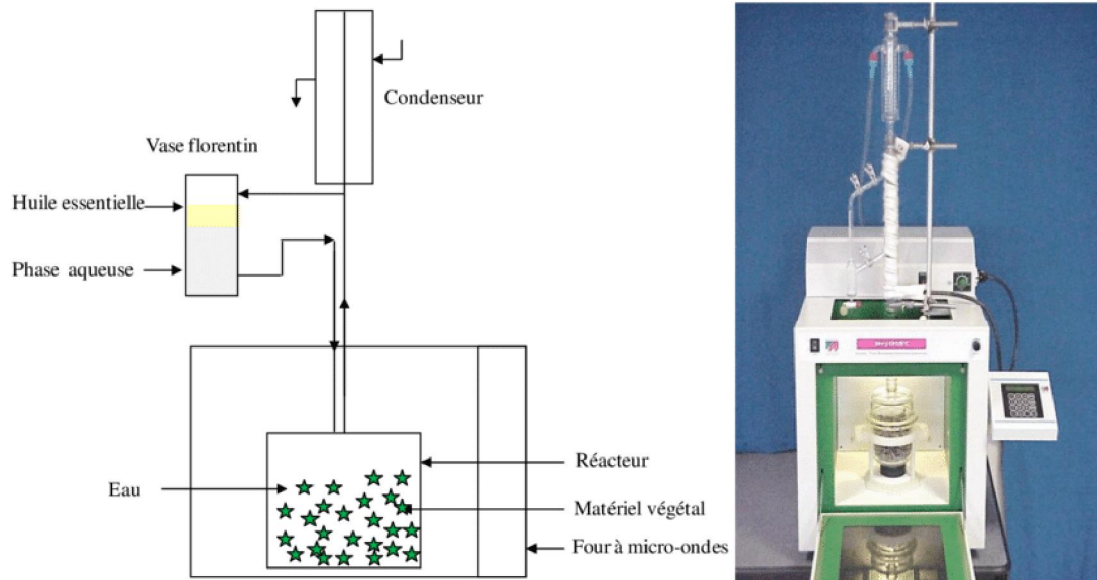 Condenseur
Vase florentin
Huile essentielle
Phase aqueuse
Réacteur
Eau
Matériel végétal
Four à micro-ondes